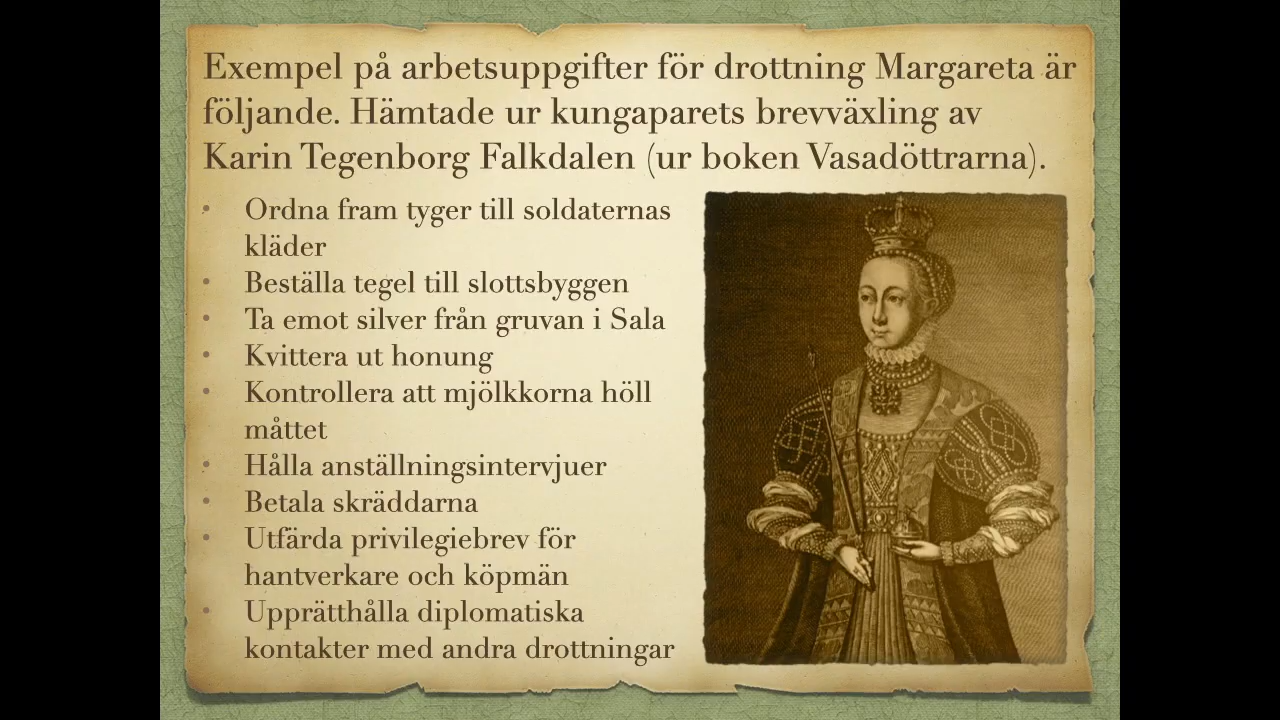 Exempel på arbetsuppgifter för drottning Margareta är
följande. Hämtade ur kungaparets brevväxling av
Karin Tegenborg Falkdalen (ur boken Vasadöttrarna).
• Ordna fram tyger till soldaternas
kläder
• Beställa tegel till slottsbyggen
• Ta emot silver från gruvan i Sala
• Kvittera ut honung
• Kontrollera att mjölkkorna höll
måttet
• Hålla anställningsintervjuer
• Betala skräddarna
• Utfärda privilegiebrev för
hantverkare och köpmän
• Upprätthålla diplomatiska
kontakter med andra drottningar